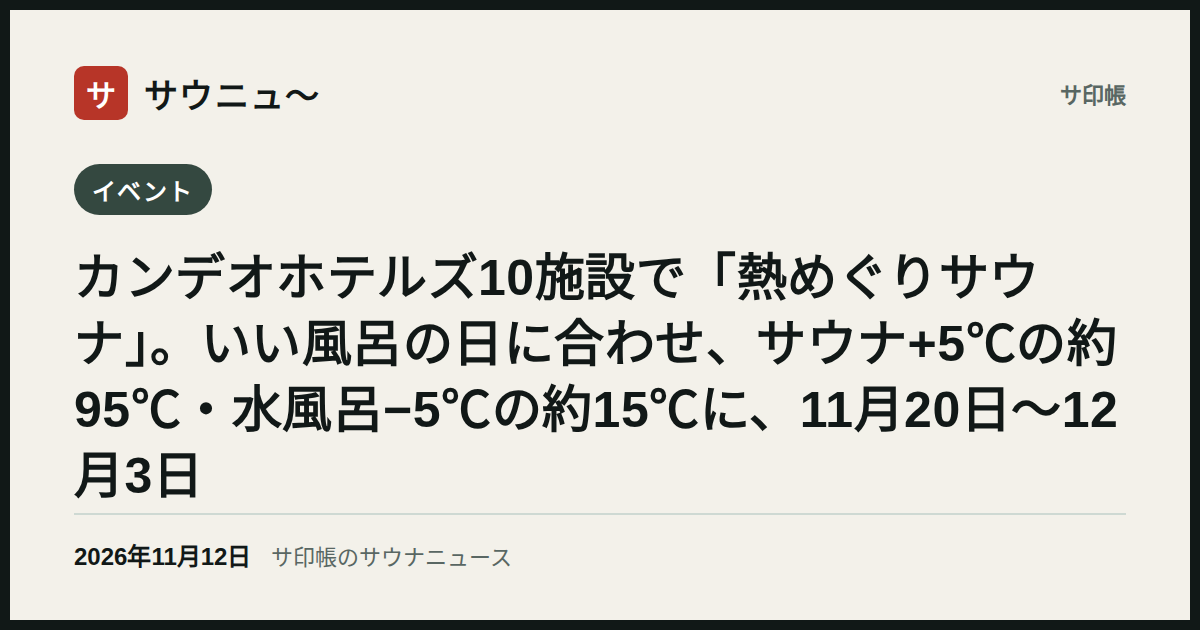 サ サウニュ〜
サ印帳
イベント
カンデオホテルズ10施設で「熱めぐりサウ
ナ」。いい風呂の日に合わせ、サウナ+5℃の約
95℃・水風呂−5℃の約15℃に、11月20日〜12
月3日
2026年11月12日 サ印帳のサウナニュース